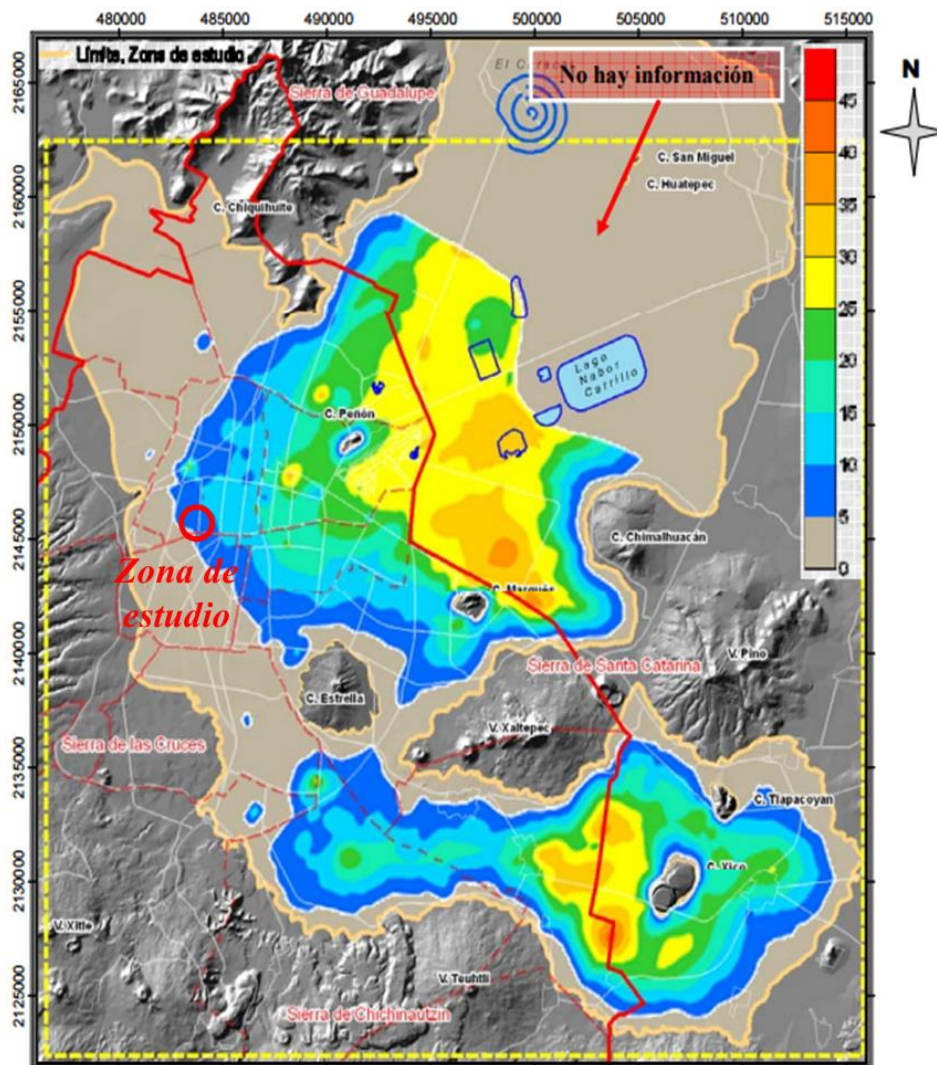 480000 485000 490000 495000 500000 505000 510000 515000
Límite, Zona de estudio
No hay información
N
Sierra de Guadalupe
2165000
C. San Miguel
C. Huatepec
2160000
C. Chiquihuite
2155000
Lago
Nabor
Carrillo
2150000
C. Peñón
2145000
C. Chimalhuacán
Zona de
estudio
C. Marqués
2140000
V. Pino
Sierra de Santa Catarina
C. Estrella
V. Xaltepec
Sierra de las Cruces
2135000
C. Tlapacoyan
C. Xico
2130000
V. Xitle
V. Teuhtli
2125000
Sierra de Chichinautzin
45
40
35
30
25
20
15
10
5
0